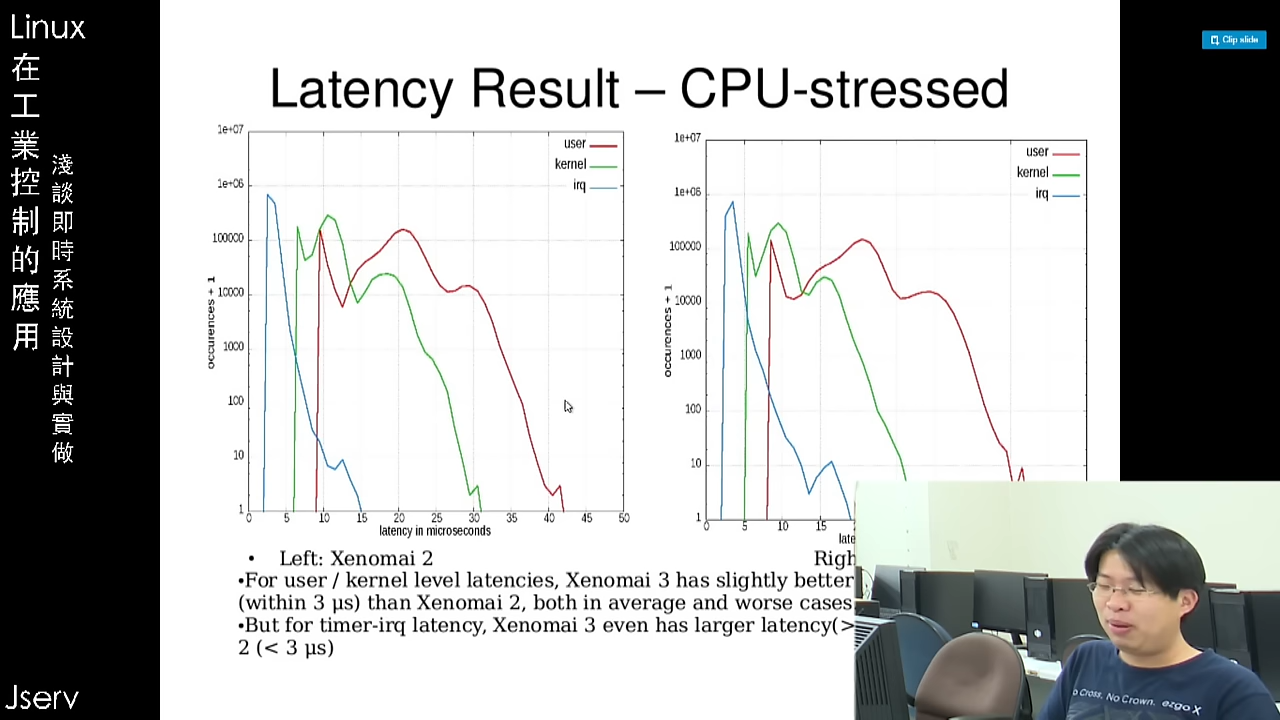 Linux
在工業控制的應用
淺談即時系統設計與實做
Jserv
Clip slide
Latency Result – CPU-stressed
1e+07
1e+06
100000
10000
1000
100
10
1
occurences + 1
user
kernel
irq
0 5 10 15 20 25 30 35 40 45 50
latency in microseconds
1e+07
1e+06
100000
10000
1000
100
10
1
occurences + 1
user
kernel
irq
0 5 10 15
late
• Left: Xenomai 2
Righ
•For user / kernel level latencies, Xenomai 3 has slightly better
(within 3 μs) than Xenomai 2, both in average and worse cases
•But for timer-irq latency, Xenomai 3 even has larger latency(>
2 (< 3 μs)
o Cross, No Crown. ezgo X